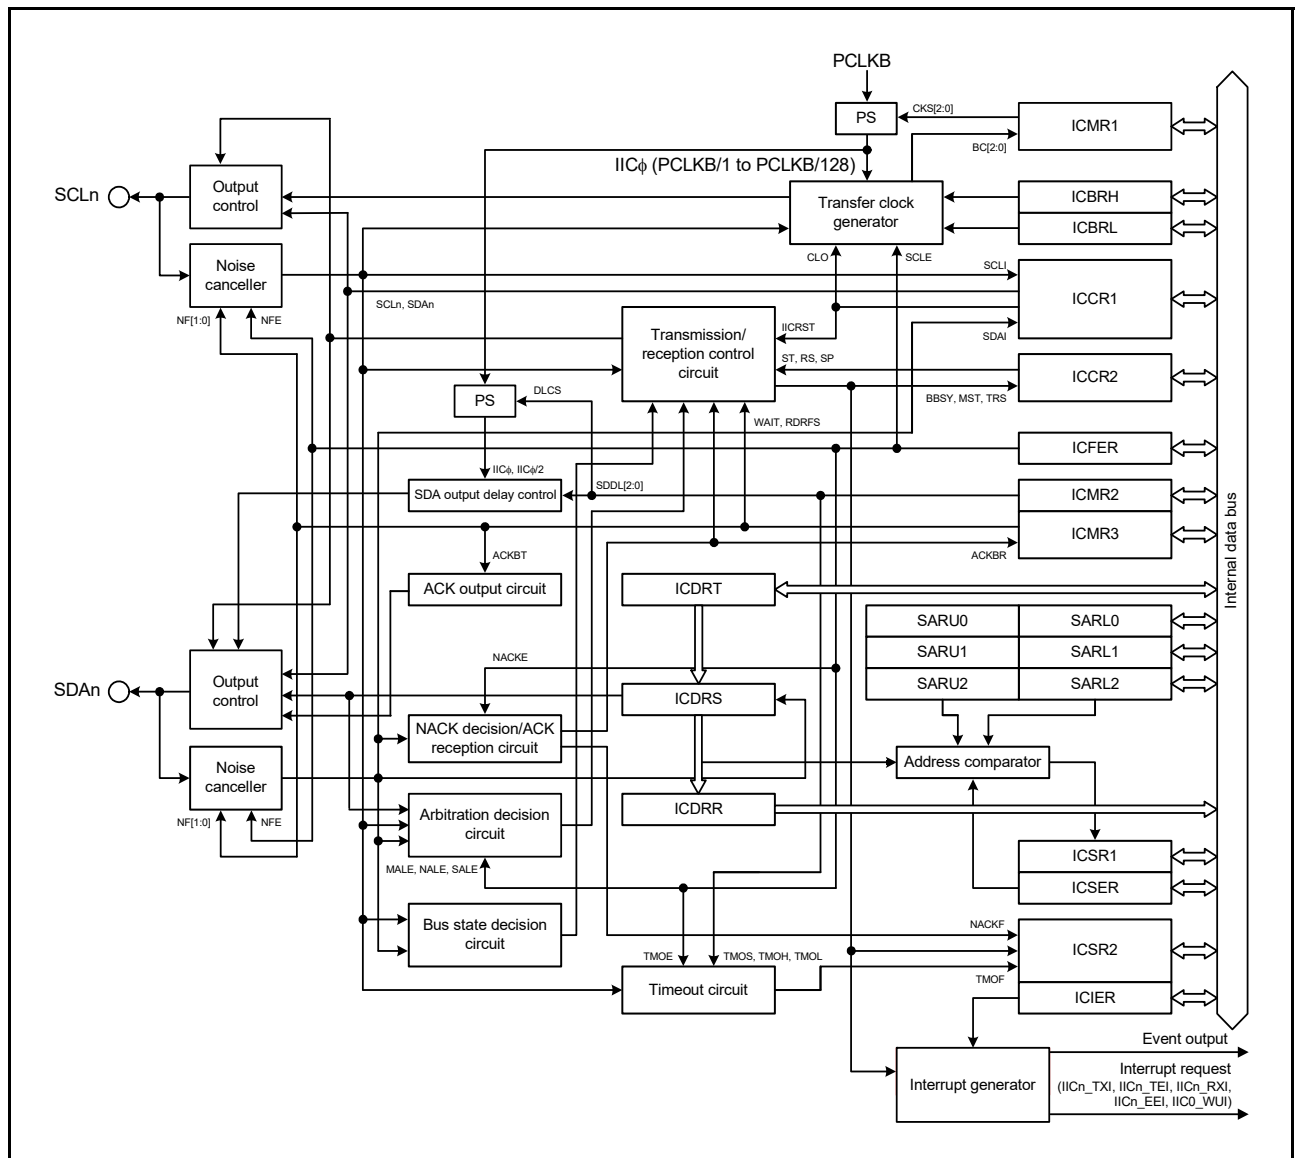 PCLKB
PS
CKS[2:0]
ICMR1
BC[2:0]
IICϕ (PCLKB/1 to PCLKB/128)
SCLn
Output
control
Transfer clock
generator
ICBRH
ICBRL
Noise
canceller
CLO
SCLE
SCLI
ICCR1
SCLn, SDAn
NF[1:0]
NFE
Transmission/
reception control
circuit
IICRST
SDAI
ST, RS, SP
ICCR2
BBSY, MST, TRS
PS
DLCS
WAIT, RDRFS
ICFER
IICϕ, IICϕ/2
SDA output delay control
SDDL[2:0]
ICMR2
ICMR3
ACKBT
ACKBR
ACK output circuit
ICDRT
Internal data bus
SARU0
SARL0
SARU1
SARL1
SARU2
SARL2
NACKE
SDAn
Output
control
ICDRS
NACK decision/ACK
reception circuit
Noise
canceller
Address comparator
NF[1:0]
NFE
Arbitration decision
circuit
ICDRR
MALE, NALE, SALE
ICSR1
ICSER
Bus state decision
circuit
NACKF
ICSR2
TMOE
TMOS, TMOH, TMOL
TMOF
Timeout circuit
ICIER
Event output
Interrupt generator
Interrupt request
(IICn_TXI, IICn_TEI, IICn_RXI,
IICn_EEI, IIC0_WUI)